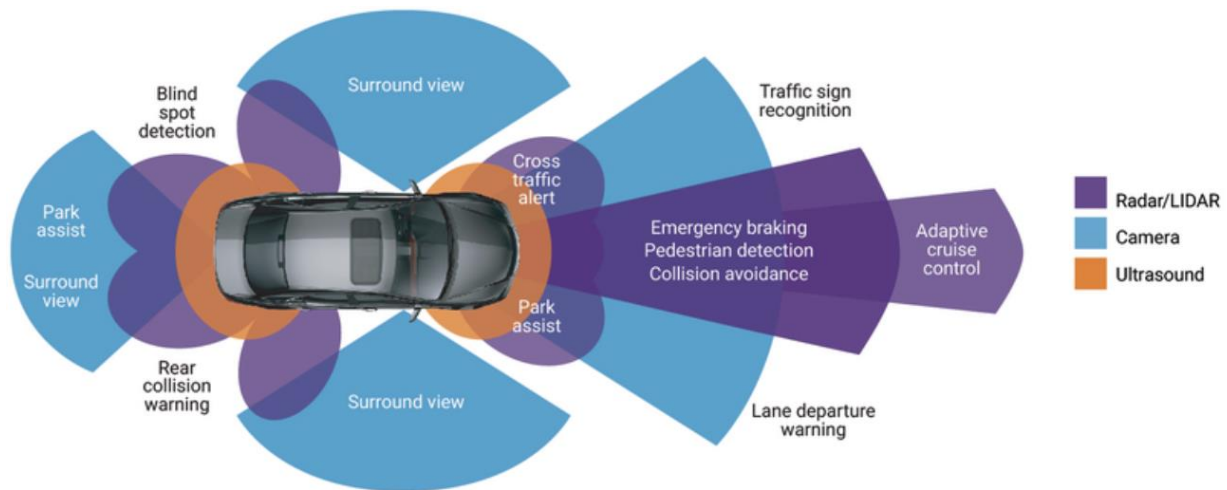 Surround view
Blind
spot
detection
Traffic sign
recognition
Cross
traffic
alert
Park
assist
Surround
view
Emergency braking
Pedestrian detection
Collision avoidance
Adaptive
cruise
control
Radar/LIDAR
Camera
Ultrasound
Park
assist
Rear
collision
warning
Surround view
Lane departure
warning